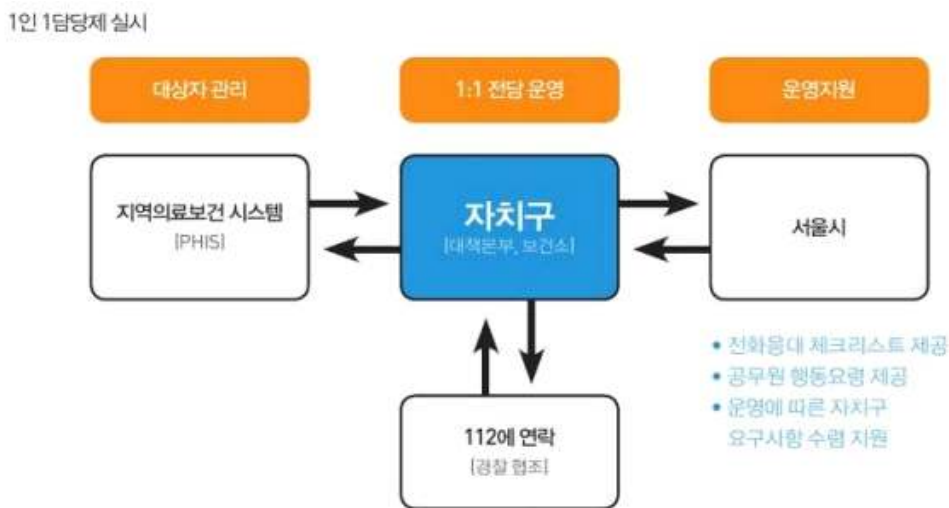 1인 1담당제 실시
대상자 관리
1:1 전담 운영
운영지원
지역의료보건 시스템
[PHIS]
자치구
[대책본부, 보건소]
서울시
112에 연락
[경찰 협조]
• 전화응대 체크리스트 제공
• 공무원 행동요령 제공
• 운영에 따른 자치구
요구사항 수렴 지원